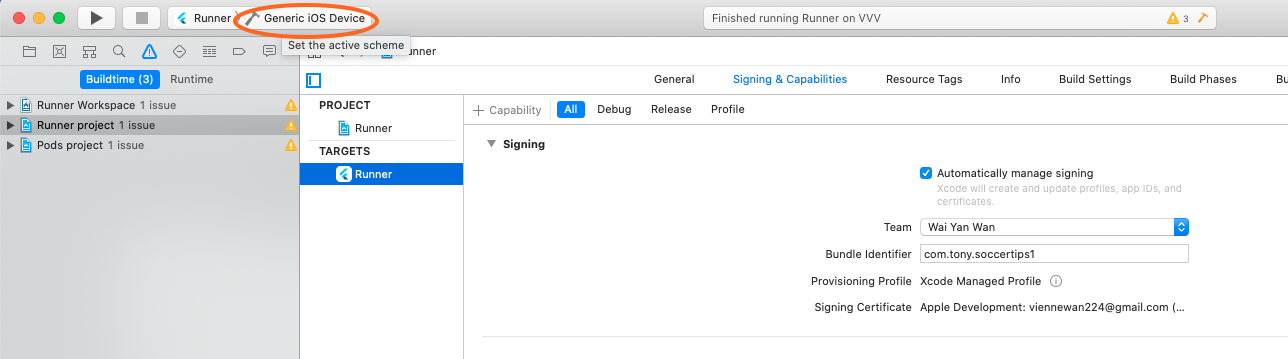 Runner Generic iOS Device Finished running Runner on VVV 3
Set the active scheme
Buildtime (3) Runtime General Signing & Capabilities Resource Tags Info Build Settings Build Phases Bu
Runner Workspace 1 issue PROJECT + Capability All Debug Release Profile
Runner project 1 issue Runner
Pods project 1 issue TARGETS Signing
Runner Automatically manage signing
Xcode will create and update profiles, app IDs, and
certificates.
Team Wai Yan Wan
Bundle Identifier com.tony.soccertips1
Provisioning Profile Xcode Managed Profile
Signing Certificate Apple Development: viennewan224@gmail.com (...